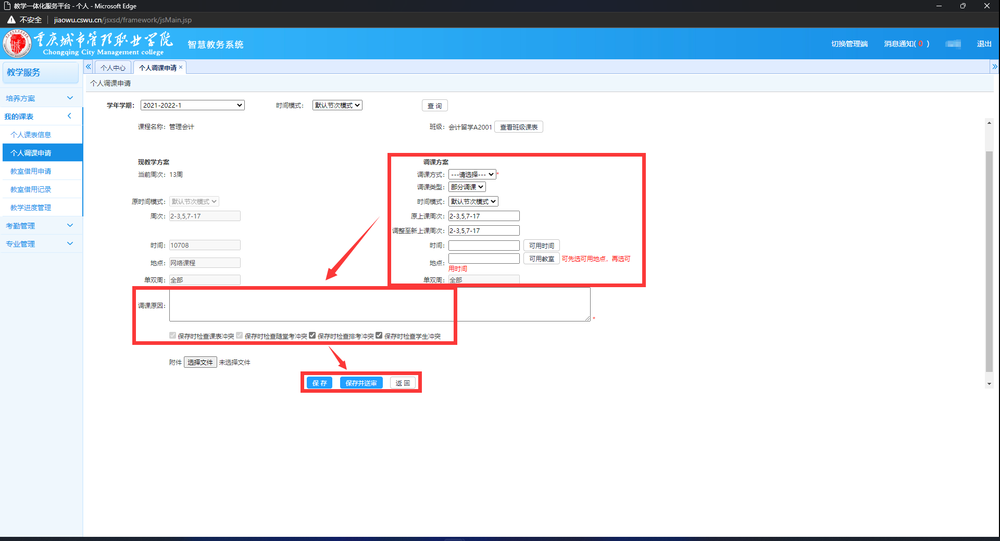 教学一体化服务平台 - 个人 - Microsoft Edge
不安全 jiaowu.cswu.cn/jsxsd/framework/jsMain.jsp
重庆城市管理职业学院
Chongqing City Management college
智慧教务系统
切换管理端 消息通知( 0 ) 退出
教学服务
培养方案
我的课表
个人课表信息
个人调课申请
教室借用申请
教室借用记录
教学进度管理
考勤管理
专业管理
个人中心 个人调课申请 ×
个人调课申请
学年学期: 2021-2022-1 时间模式: 默认节次模式 查 询
课程名称: 管理会计 班级: 会计留学A2001 查看班级课表
现教学方案 调课方案
当前周次: 13周 调课方式: ---请选择--- *
调课类型: 部分调课
原时间模式: 默认节次模式 时间模式: 默认节次模式
周次: 2-3,5,7-17 原上课周次: 2-3,5,7-17
调整至新上课周次: 2-3,5,7-17
时间: 10708 时间: 可用时间
地点: 网络课程 地点: 可用教室 可先选可用地点，再选可
用时间
单双周: 全部 单双周: 全部
调课原因: *
保存时检查课表冲突 保存时检查随堂考冲突 保存时检查排考冲突 保存时检查学生冲突
附件 选择文件 未选择文件
保 存 保存并送审 返 回